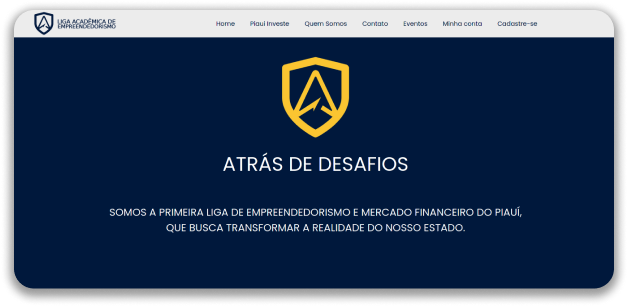 LIGA ACADÊMICA DE
EMPREENDEDORISMO
Home Piauí Investe Quem Somos Contato Eventos Minha conta Cadastre-se
ATRÁS DE DESAFIOS
SOMOS A PRIMEIRA LIGA DE EMPREENDEDORISMO E MERCADO FINANCEIRO DO PIAUÍ,
QUE BUSCA TRANSFORMAR A REALIDADE DO NOSSO ESTADO.